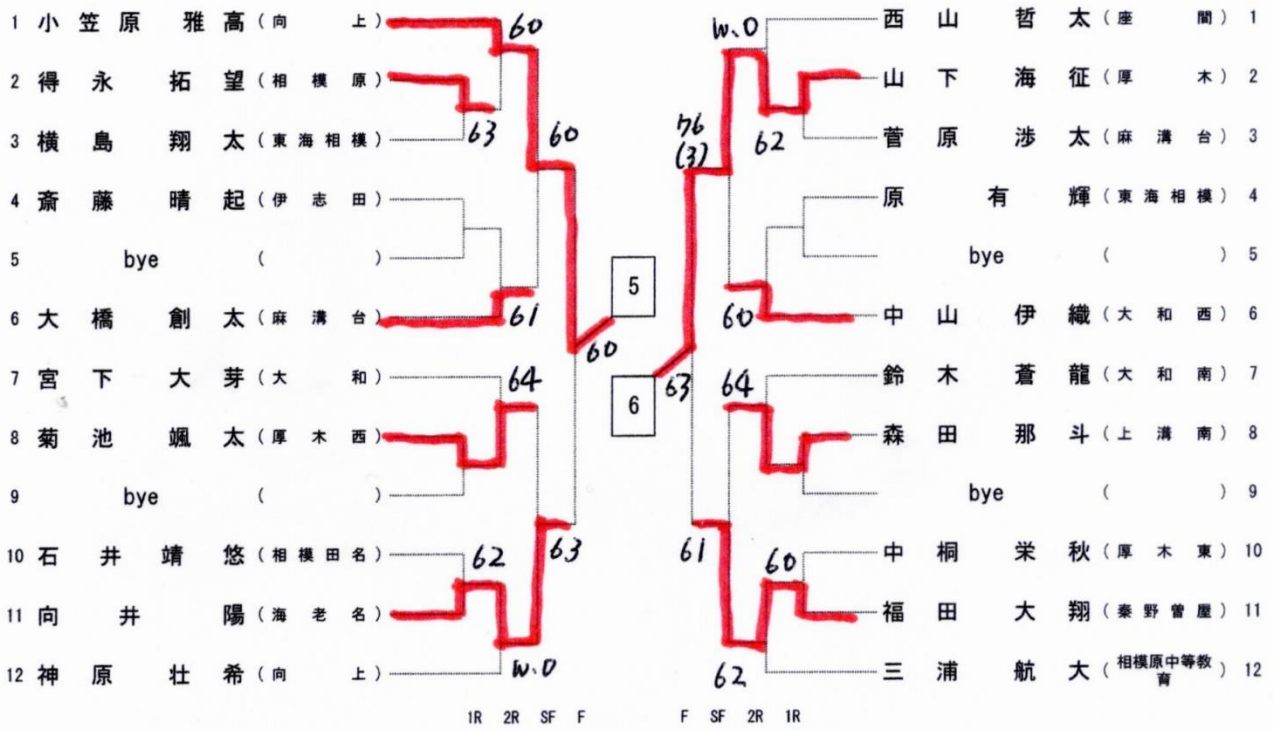 1 小笠原 雅高 (向上)
60
2 得永 拓望 (相模原)
63
3 横島 翔太 (東海相模)
60
4 斎藤 晴起 (伊志田)
5 bye ( )
6 大橋 創太 (麻溝台)
61
60
5
7 宮下 大芽 (大和)
64
8 菊池 颯太 (厚木西)
9 bye ( )
10 石井 靖悠 (相模田名)
62
63
11 向井 陽 (海老名)
12 神原 壮希 (向上)
W.O
1R 2R SF F
西山 哲太 (座間) 1
W.O
山下 海征 (厚木) 2
62
76
(3)
菅原 渉太 (麻溝台) 3
原 有輝 (東海相模) 4
bye ( ) 5
60
中山 伊織 (大和西) 6
6
63
鈴木 蒼龍 (大和南) 7
64
森田 那斗 (上溝南) 8
bye ( ) 9
61
中桐 栄秋 (厚木東) 10
60
福田 大翔 (秦野曽屋) 11
三浦 航大 (相模原中等教育) 12
62
F SF 2R 1R